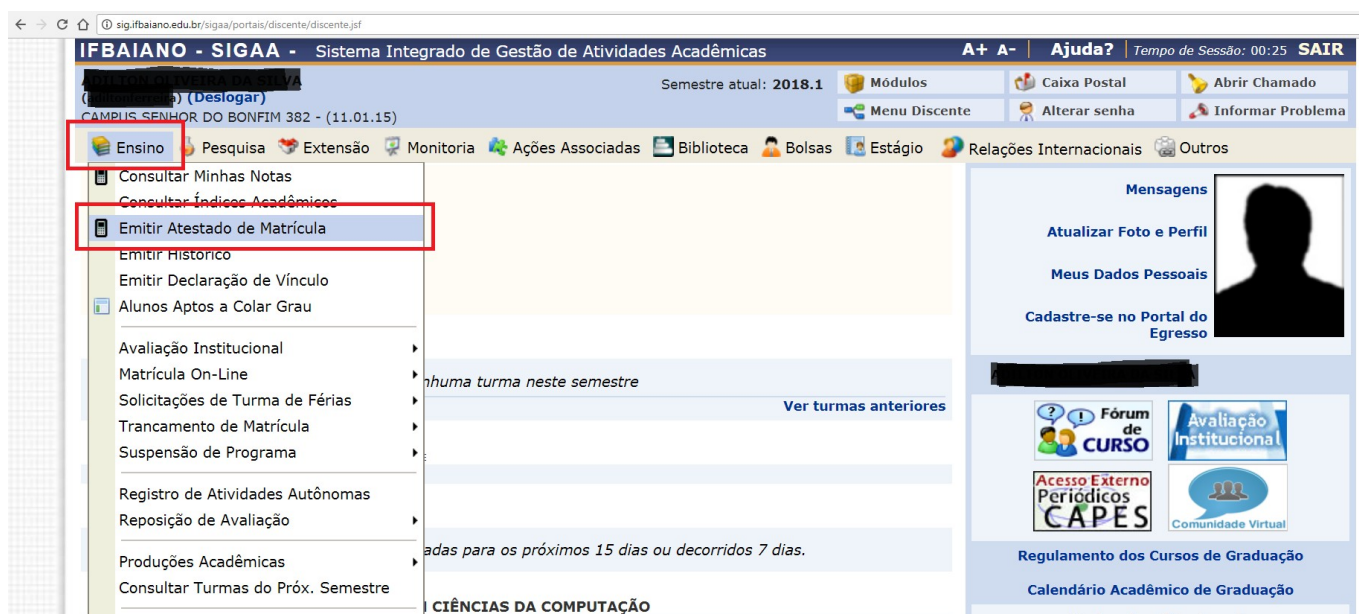 sig.ifbaiano.edu.br/sigaa/portais/discente/discente.jsf
IFBAIANO - SIGAA - Sistema Integrado de Gestão de Atividades Acadêmicas
A+ A- Ajuda? Tempo de Sessão: 00:25 SAIR
(Deslogar)
CAMPUS SENHOR DO BONFIM 382 - (11.01.15)
Semestre atual: 2018.1
Módulos Caixa Postal Abrir Chamado
Menu Discente Alterar senha Informar Problema
Ensino Pesquisa Extensão Monitoria Ações Associadas Biblioteca Bolsas Estágio Relações Internacionais Outros
Consultar Minhas Notas
Consultar Índices Acadêmicos
Emitir Atestado de Matrícula
Emitir Histórico
Emitir Declaração de Vínculo
Alunos Aptos a Colar Grau
Avaliação Institucional
Matrícula On-Line
Solicitações de Turma de Férias
Trancamento de Matrícula
Suspensão de Programa
Registro de Atividades Autônomas
Reposição de Avaliação
Produções Acadêmicas
Consultar Turmas do Próx. Semestre
turma neste semestre
Ver turmas anteriores
para os próximos 15 dias ou decorridos 7 dias.
CIÊNCIAS DA COMPUTAÇÃO
Mensagens
Atualizar Foto e Perfil
Meus Dados Pessoais
Cadastre-se no Portal do
Egresso
Fórum
de
CURSO
Avaliação
Institucional
Acesso Externo
Periódicos
CAPES
Comunidade Virtual
Regulamento dos Cursos de Graduação
Calendário Acadêmico de Graduação